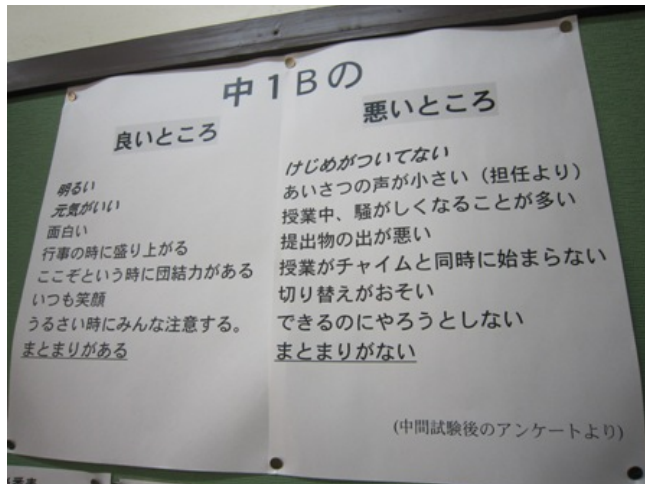 中１Ｂの
良いところ
明るい
元気がいい
面白い
行事の時に盛り上がる
ここぞという時に団結力がある
いつも笑顔
うるさい時にみんな注意する。
まとまりがある
悪いところ
けじめがついてない
あいさつの声が小さい（担任より）
授業中、騒がしくなることが多い
提出物の出が悪い
授業がチャイムと同時に始まらない
切り替えがおそい
できるのにやろうとしない
まとまりがない
(中間試験後のアンケートより)